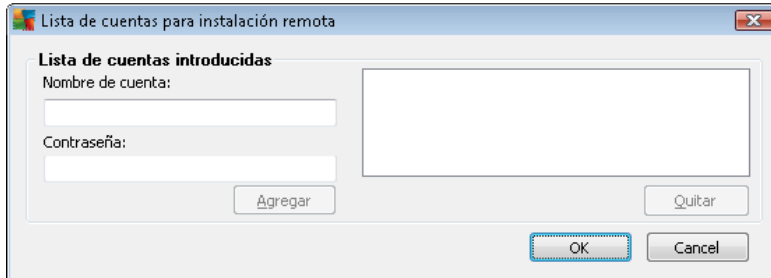 Lista de cuentas para instalación remota
Lista de cuentas introducidas
Nombre de cuenta:
Contraseña:
Agregar
Quitar
OK
Cancel